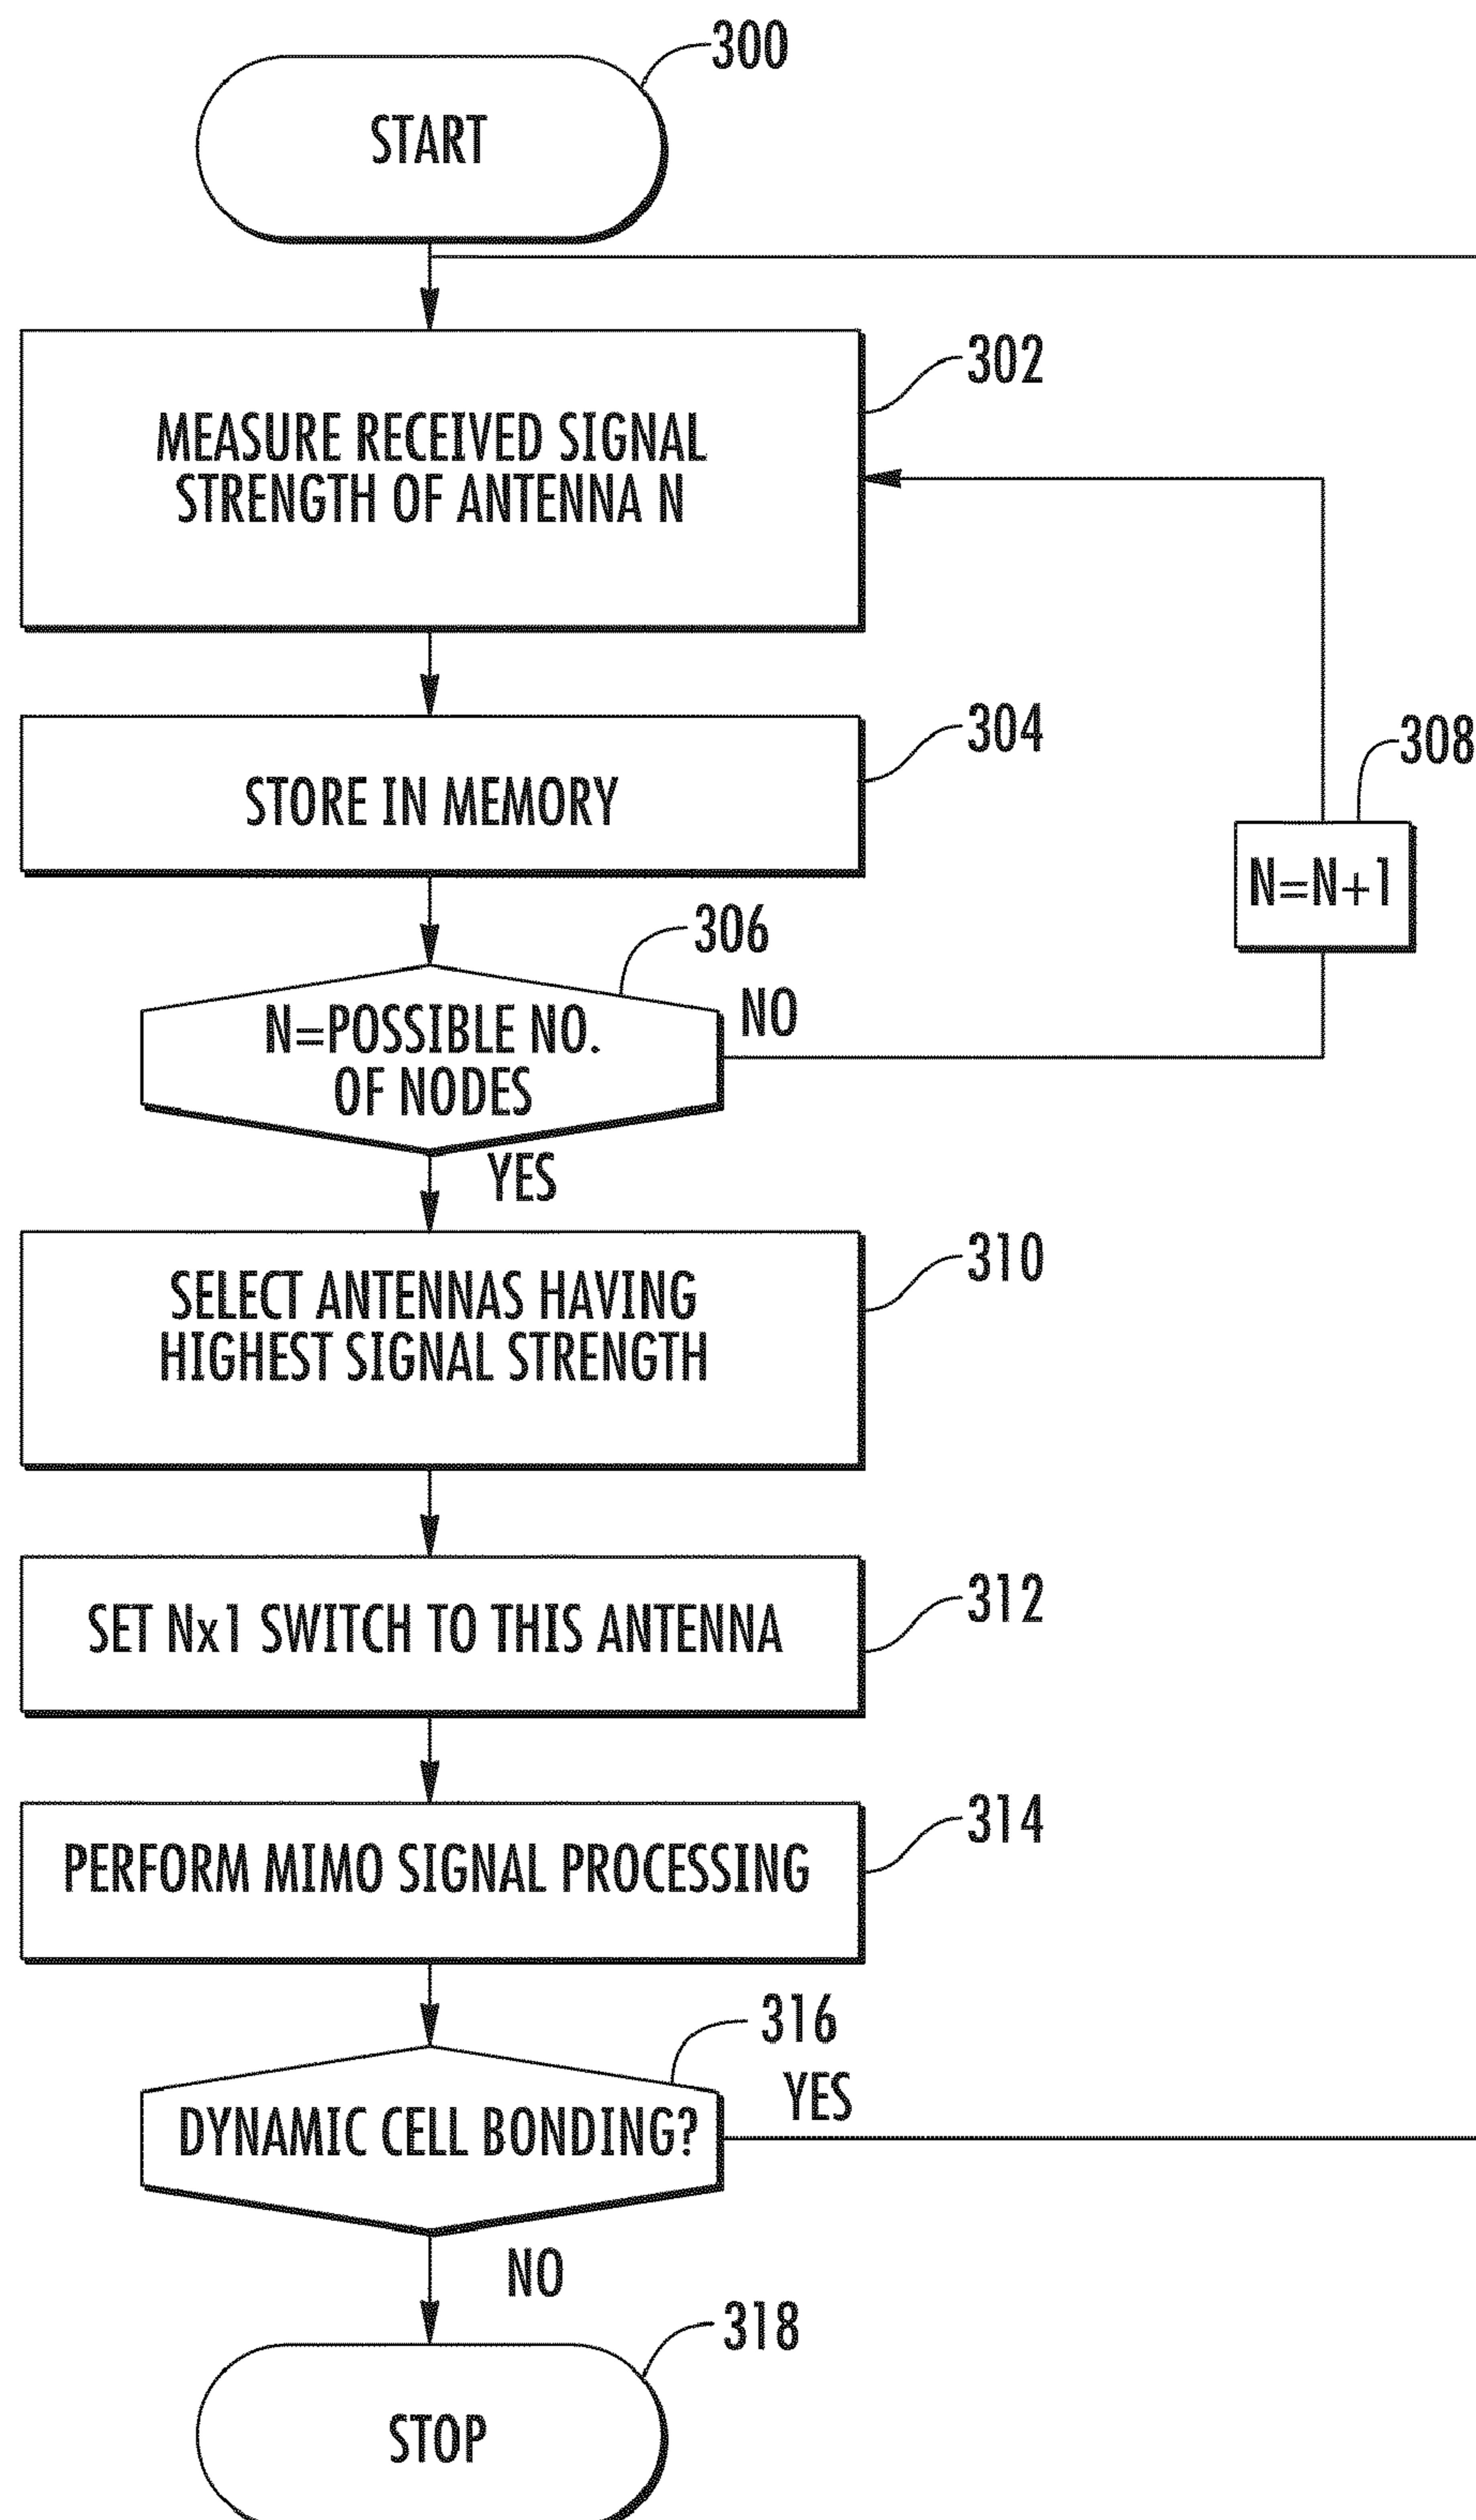 300
START
302
MEASURE RECEIVED SIGNAL
STRENGTH OF ANTENNA N
304
STORE IN MEMORY
308
N=N+1
306
N=POSSIBLE NO.
OF NODES
NO
YES
310
SELECT ANTENNAS HAVING
HIGHEST SIGNAL STRENGTH
312
SET Nx1 SWITCH TO THIS ANTENNA
314
PERFORM MIMO SIGNAL PROCESSING
316
DYNAMIC CELL BONDING?
YES
NO
318
STOP